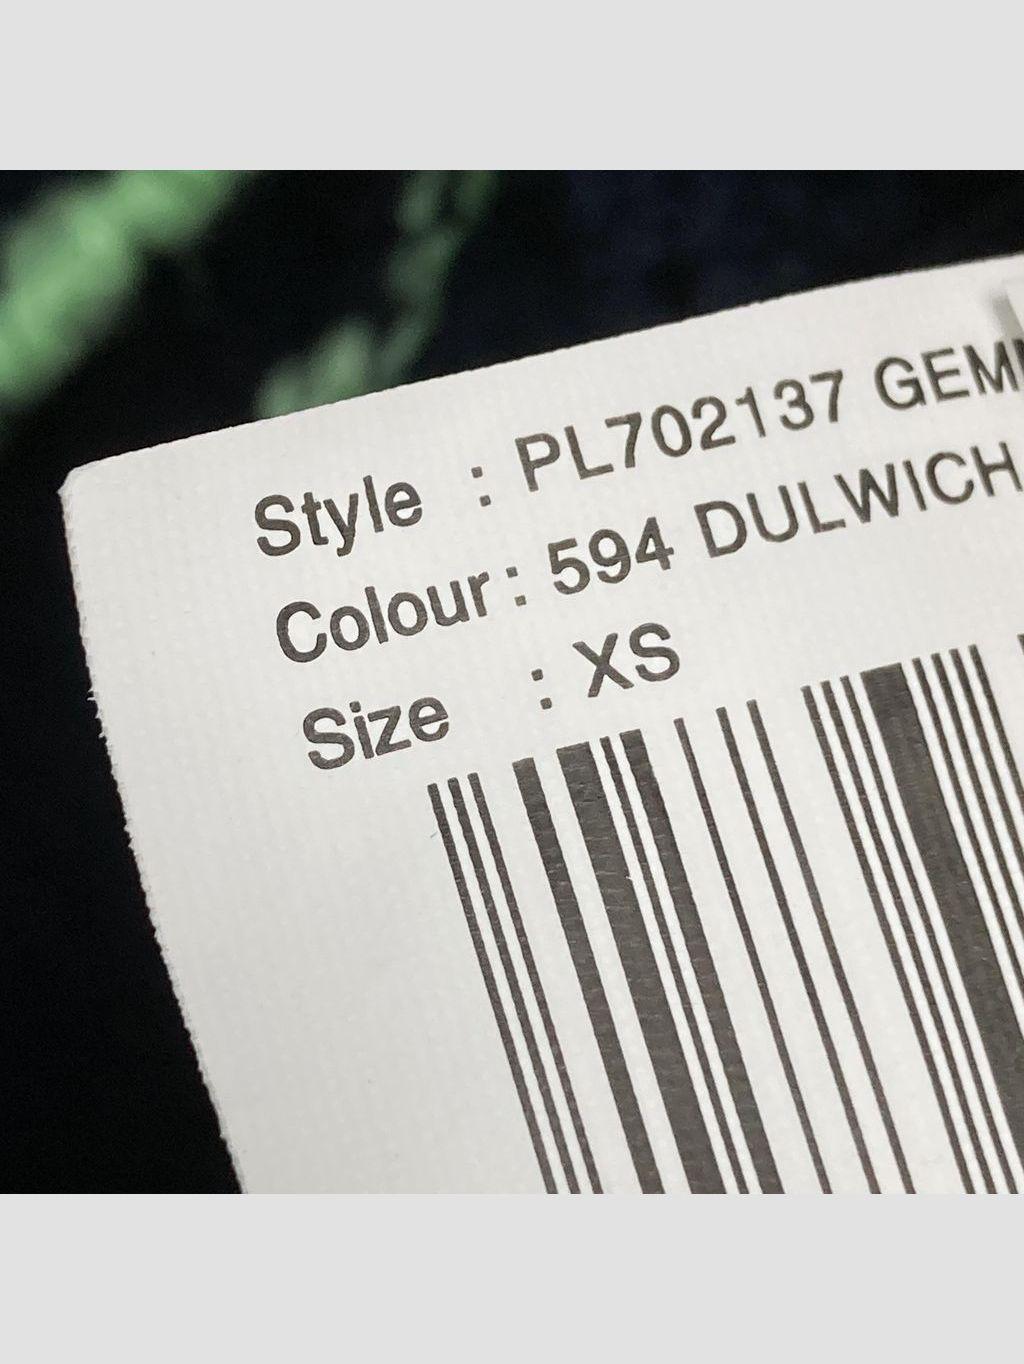 Style : PL702137 GEM
Colour : 594 DULWICH
Size : XS